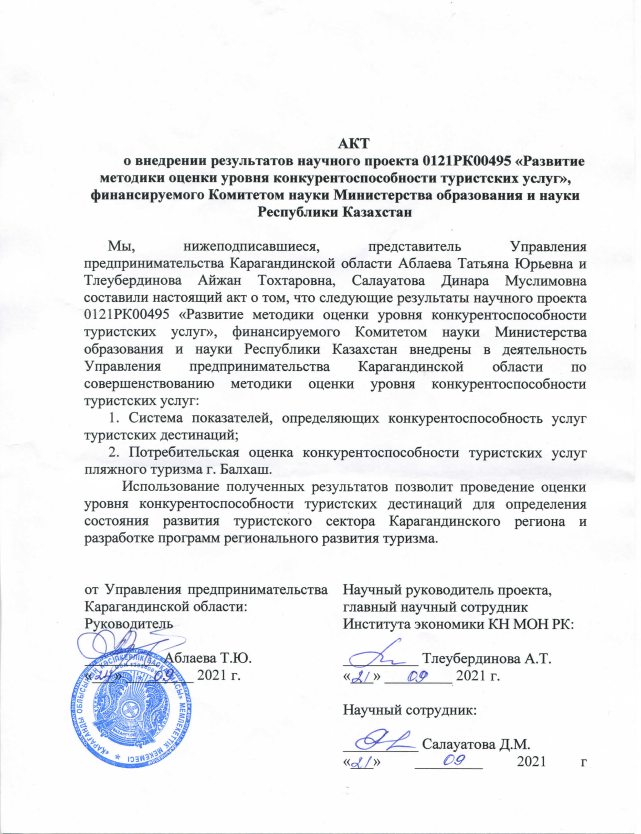 АКТ
о внедрении результатов научного проекта 0121РК00495 «Развитие
методики оценки уровня конкурентоспособности туристских услуг»,
финансируемого Комитетом науки Министерства образования и науки
Республики Казахстан
Мы, нижеподписавшиеся, представитель Управления
предпринимательства Карагандинской области Аблаева Татьяна Юрьевна и
Тлеубердинова Айжан Тохтаровна, Салауатова Динара Муслимовна
составили настоящий акт о том, что следующие результаты научного проекта
0121РК00495 «Развитие методики оценки уровня конкурентоспособности
туристских услуг», финансируемого Комитетом науки Министерства
образования и науки Республики Казахстан внедрены в деятельность
Управления предпринимательства Карагандинской области по
совершенствованию методики оценки уровня конкурентоспособности
туристских услуг:
1. Система показателей, определяющих конкурентоспособность услуг
туристских дестинаций;
2. Потребительская оценка конкурентоспособности туристских услуг
пляжного туризма г. Балхаш.
Использование полученных результатов позволит проведение оценки
уровня конкурентоспособности туристских дестинаций для определения
состояния развития туристского сектора Карагандинского региона и
разработке программ регионального развития туризма.
от Управления предпринимательства
Карагандинской области:
Руководитель
Аблаева Т.Ю.
«24» 09 2021 г.
Научный руководитель проекта,
главный научный сотрудник
Института экономики КН МОН РК:
Тлеубердинова А.Т.
«21» 09 2021 г.
Научный сотрудник:
Салауатова Д.М.
«21» 09 2021 г